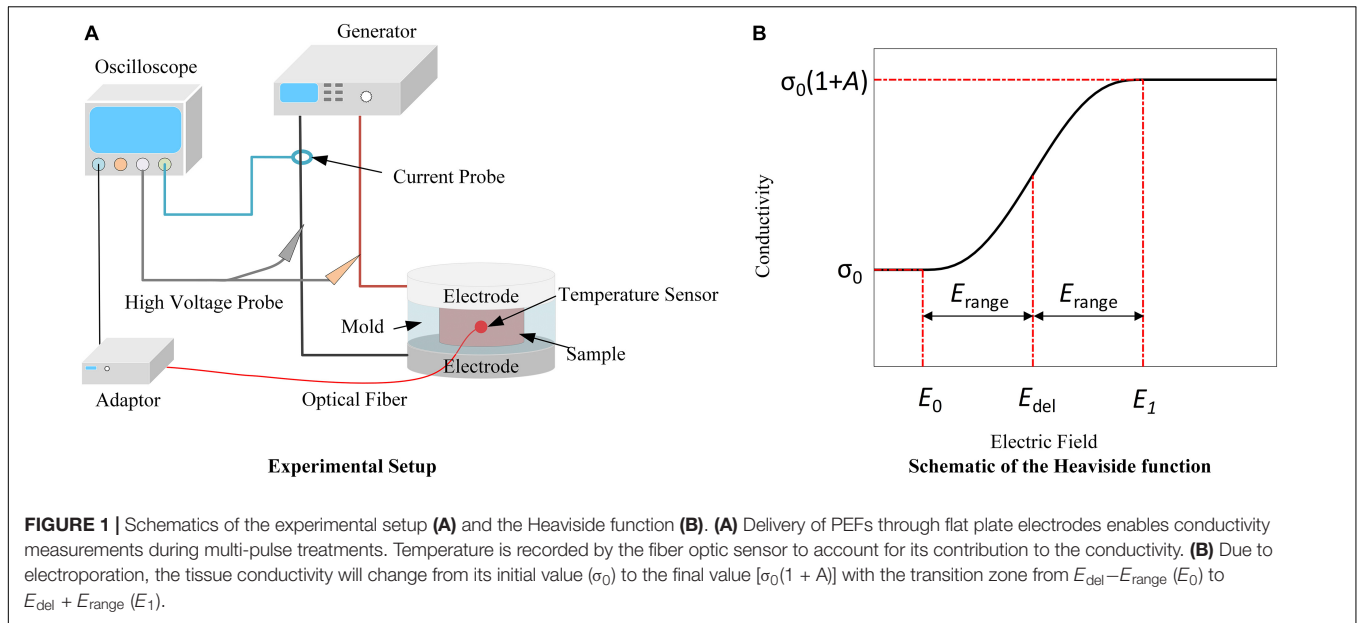 A
Generator
Oscilloscope
Current Probe
High Voltage Probe
Electrode
Temperature Sensor
Mold
Sample
Electrode
Adaptor
Optical Fiber
Experimental Setup
B
σ0(1+A)
Conductivity
σ0
Erange
Erange
E0
Edel
E1
Electric Field
Schematic of the Heaviside function
FIGURE 1 | Schematics of the experimental setup (A) and the Heaviside function (B). (A) Delivery of PEFs through flat plate electrodes enables conductivity
measurements during multi-pulse treatments. Temperature is recorded by the fiber optic sensor to account for its contribution to the conductivity. (B) Due to
electroporation, the tissue conductivity will change from its initial value (σ0) to the final value [σ0(1 + A)] with the transition zone from Edel−Erange (E0) to
Edel + Erange (E1).